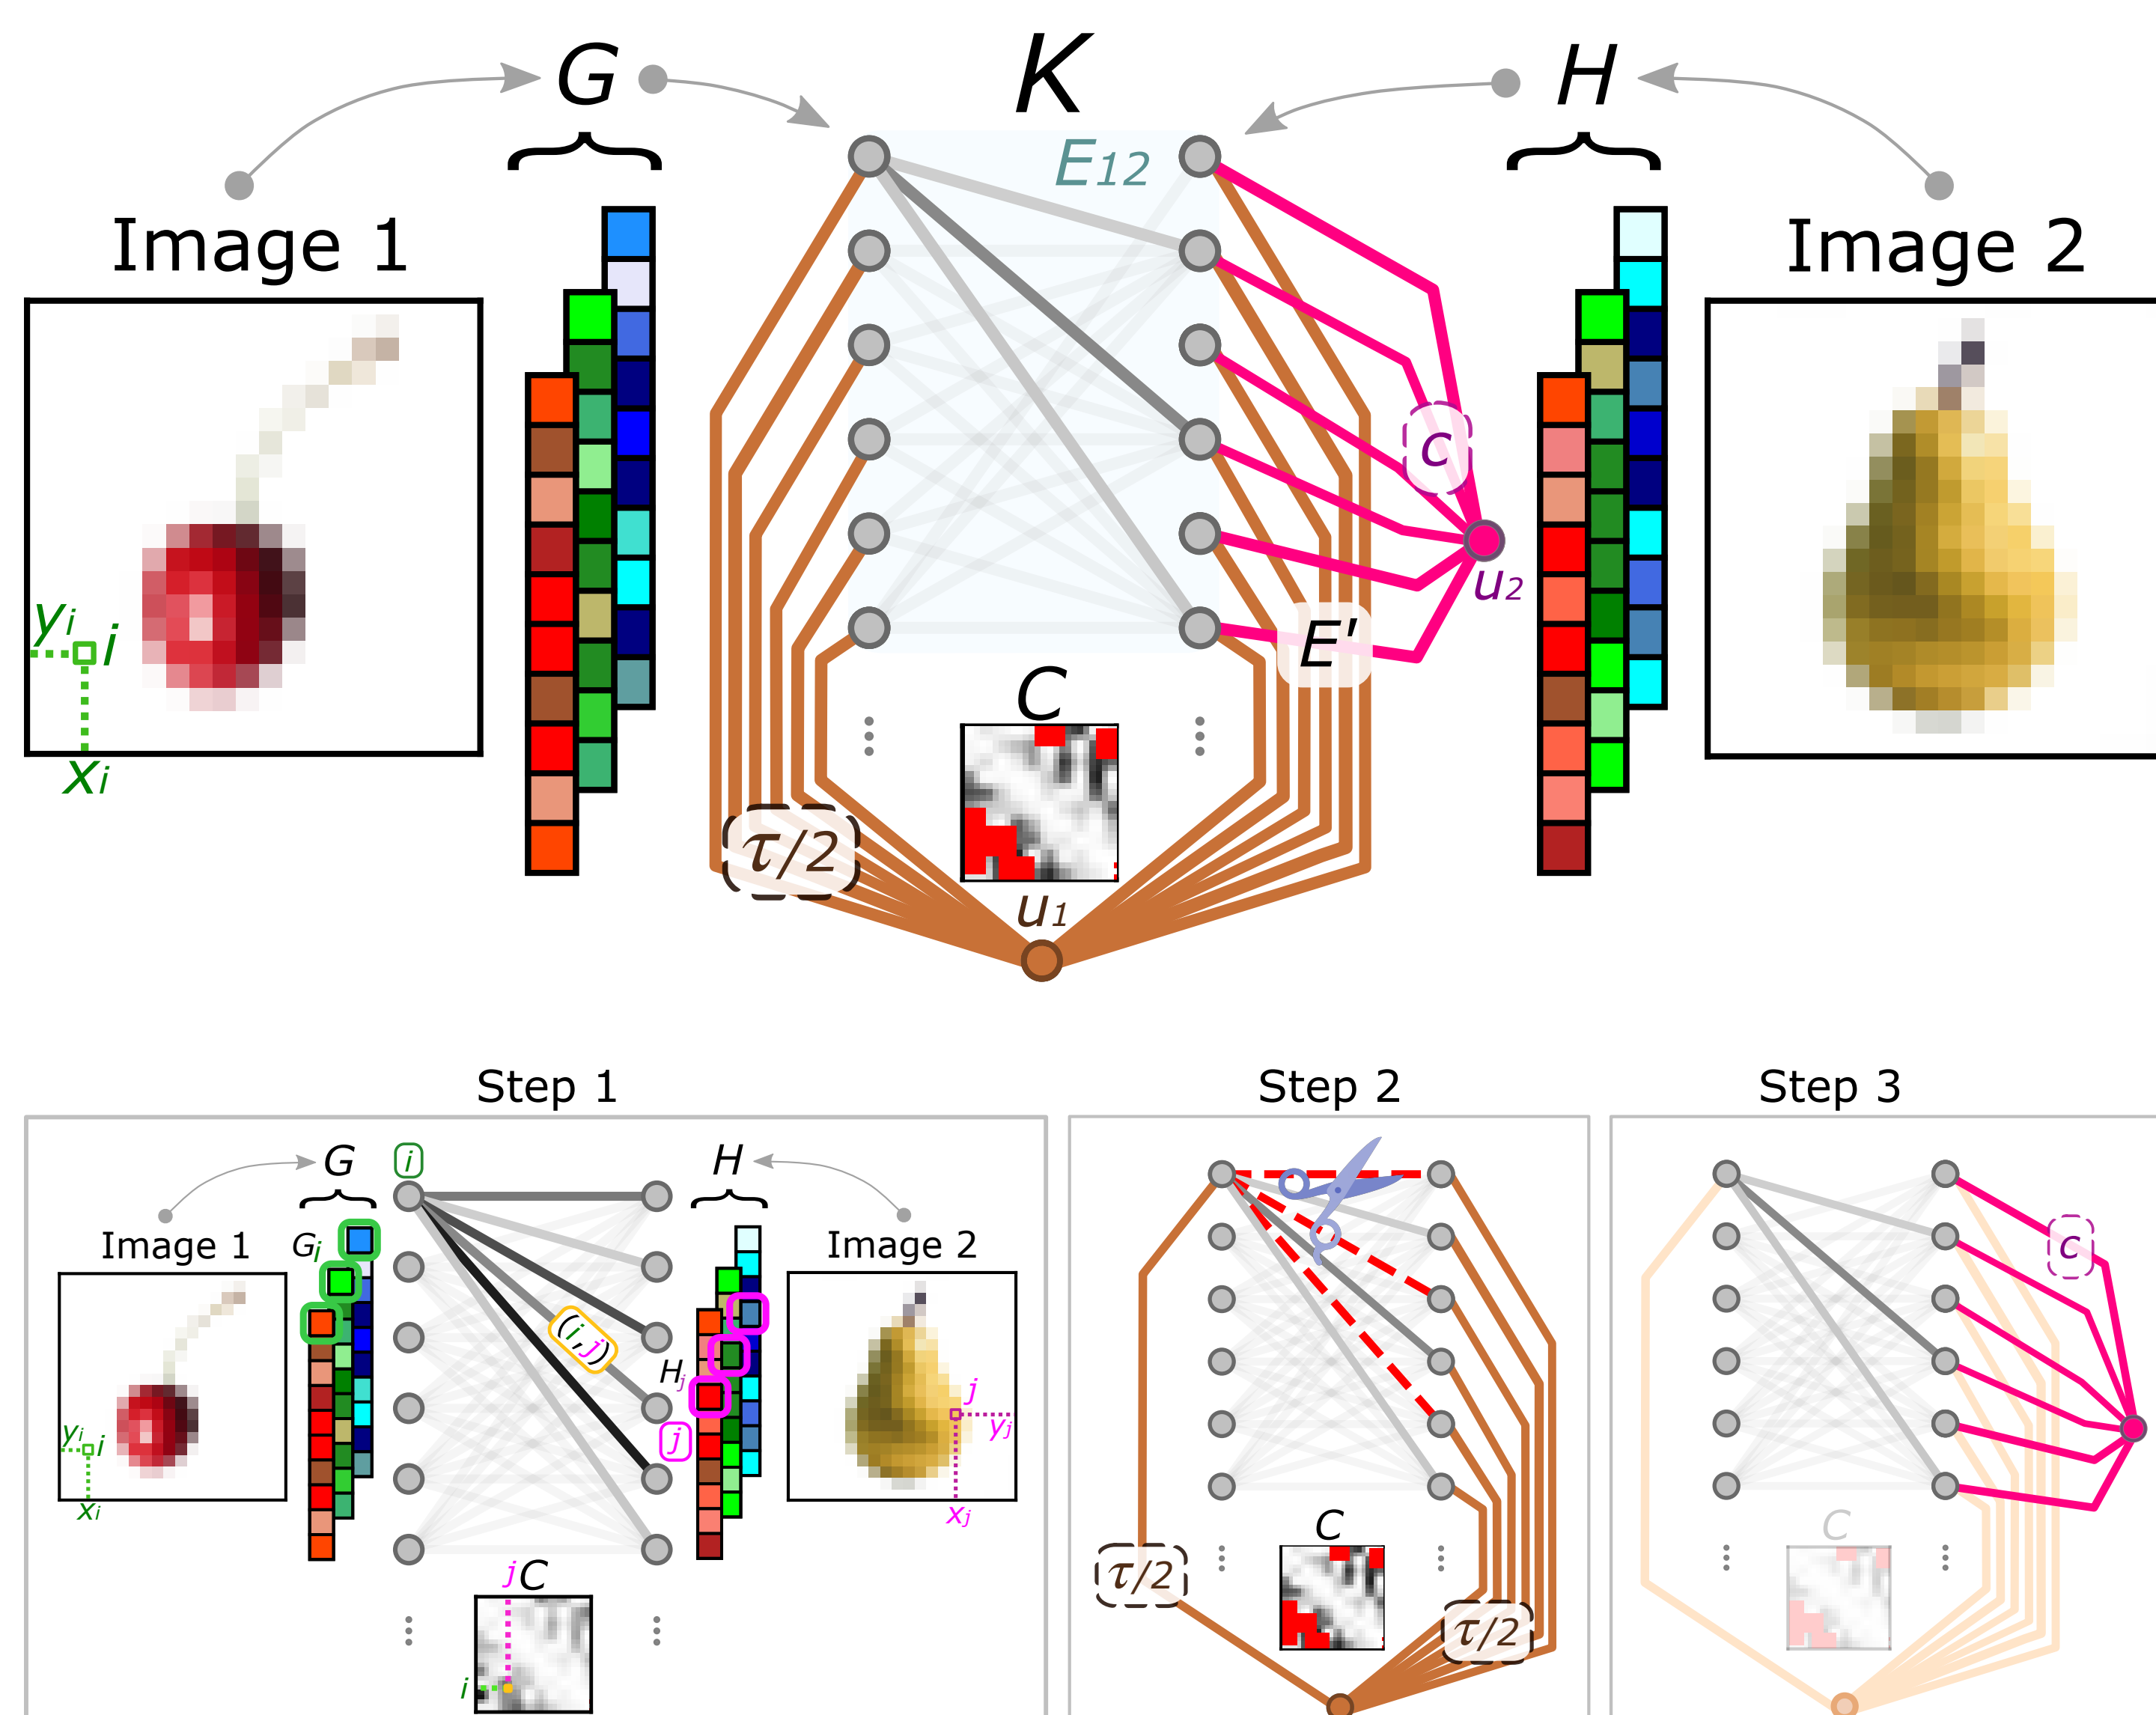 G
K
H
E12
Image 1
Image 2
c
u2
yi
i
E'
xi
C
τ/2
u1
Step 1
Step 2
Step 3
G
i
H
Image 1
Gi
Image 2
c
(i,j)
Hj
j
yi
i
j
yj
xi
xj
C
C
j
C
τ/2
τ/2
i